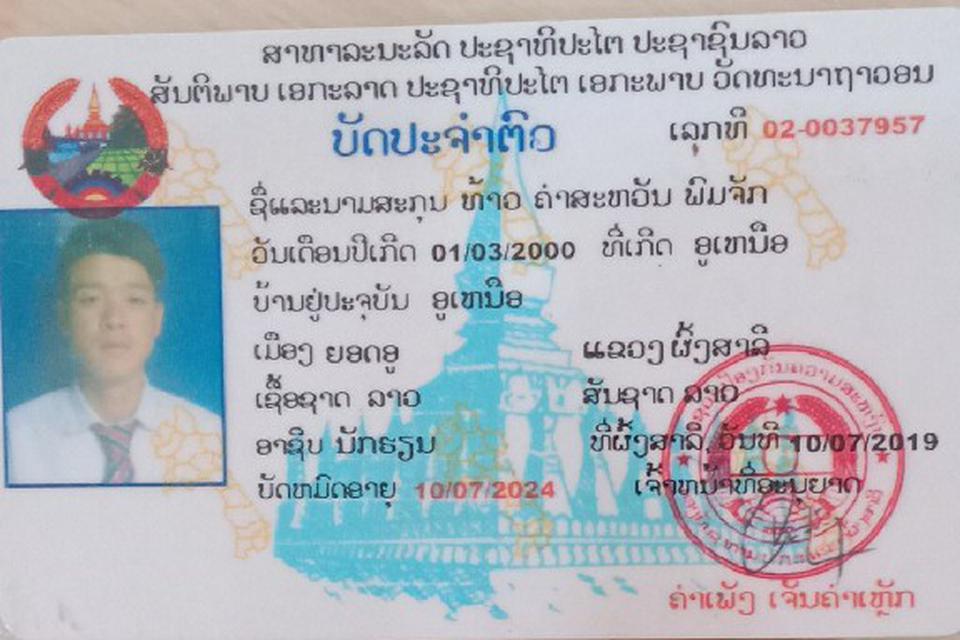 ສາທາລະນະລັດ ປະຊາທິປະໄຕ ປະຊາຊົນລາວ
ສັນຕິພາບ ເອກະລາດ ປະຊາທິປະໄຕ ເອກະພາບ ວັດທະນາຖາວອນ
ບັດປະຈຳຕົວ
ເລກທີ 02-0037957
ຊື່ແລະນາມສະກຸນ ທ້າວ ຄຳສະຫວັນ ພິມຈັກ
ວັນເດືອນປີເກີດ 01/03/2000 ທີ່ເກີດ ອູເຫນືອ
ບ້ານຢູ່ປະຈຸບັນ ອູເຫນືອ
ເມືອງ ຍອດອູ ແຂວງ ຜົ້ງສາລີ
ເຊື້ອຊາດ ລາວ ສັນຊາດ ລາວ
ອາຊີບ ນັກຮຽນ ທີ່ຜົ້ງສາລີ, ວັນທີ 10/07/2019
ບັດຫມົດອາຍຸ 10/07/2024 ເຈົ້າຫນ້າທີ່ອະນຸຍາດ
ຄຳເພັງ ເຈັນຄຳເຫຼັກ